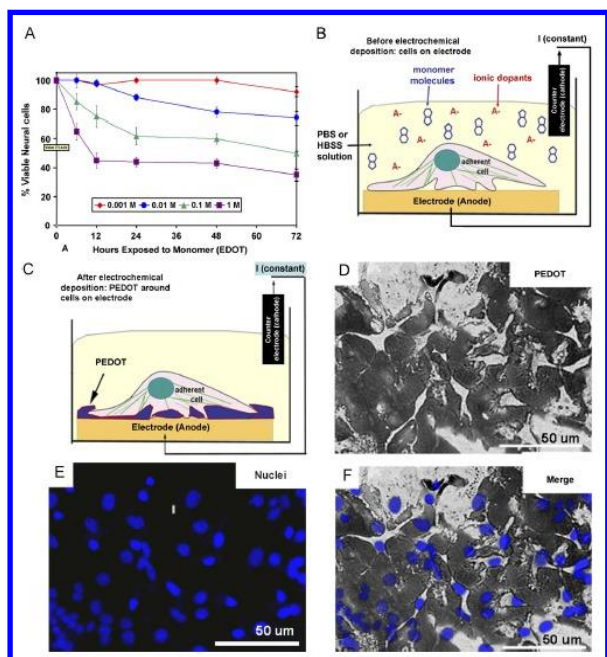 A
% Viable Neural cells
100
80
60
40
20
0
0 12 24 36 48 60 72
0.001 M 0.01 M 0.1 M 1 M
A
Hours Exposed to Monomer (EDOT)
B
Before electrochemical
deposition: cells on electrode
I (constant)
monomer
molecules
ionic dopants
A- A- A- A-
A- A-
PBS or
HBSS
solution
adherent
cell
Counter
electrode (cathode)
Electrode (Anode)
C
After electrochemical
deposition: PEDOT around
cells on electrode
I (constant)
Counter
electrode (cathode)
PEDOT
adherent
cell
Electrode (Anode)
D
PEDOT
50 um
E
Nuclei
50 um
F
Merge
50 um